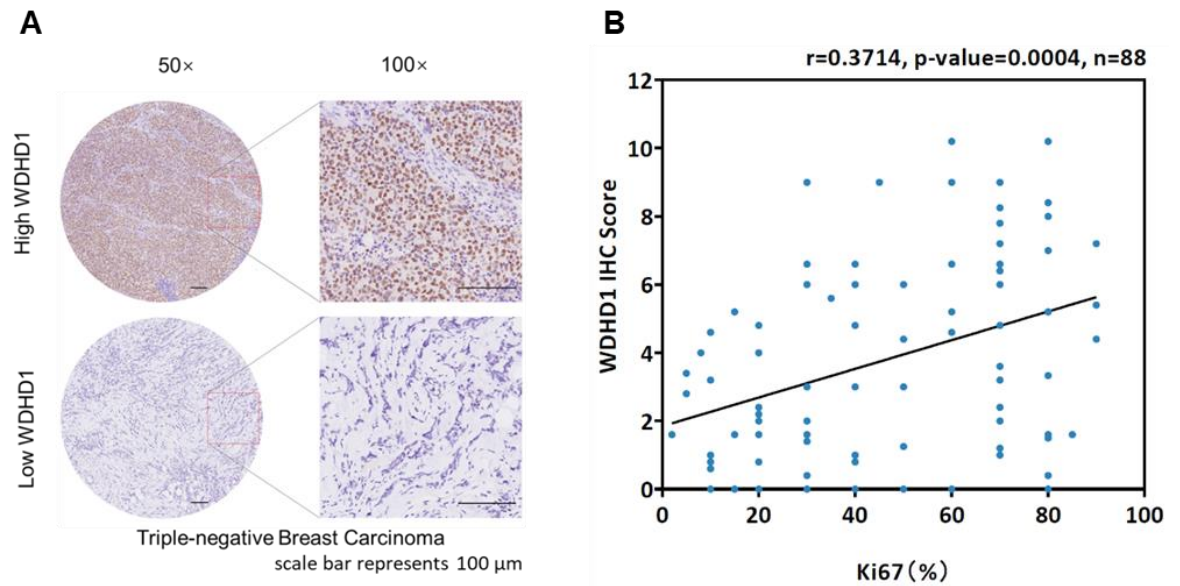 A
50×
100×
High WDHD1
Low WDHD1
Triple-negative Breast Carcinoma
scale bar represents 100 μm
B
r=0.3714, p-value=0.0004, n=88
WDHD1 IHC Score
12
10
8
6
4
2
0
0 20 40 60 80 100
Ki67(%)